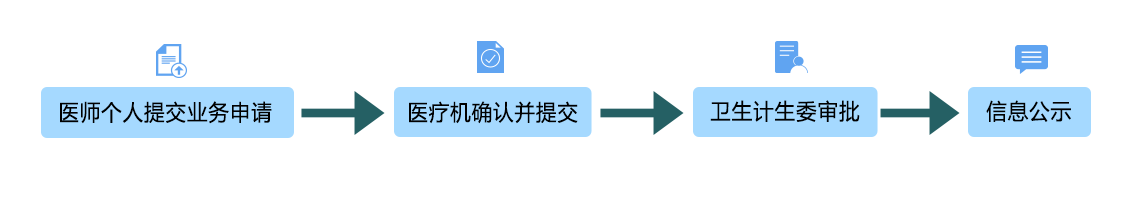 医师个人提交业务申请
医疗机确认并提交
卫生计生委审批
信息公示